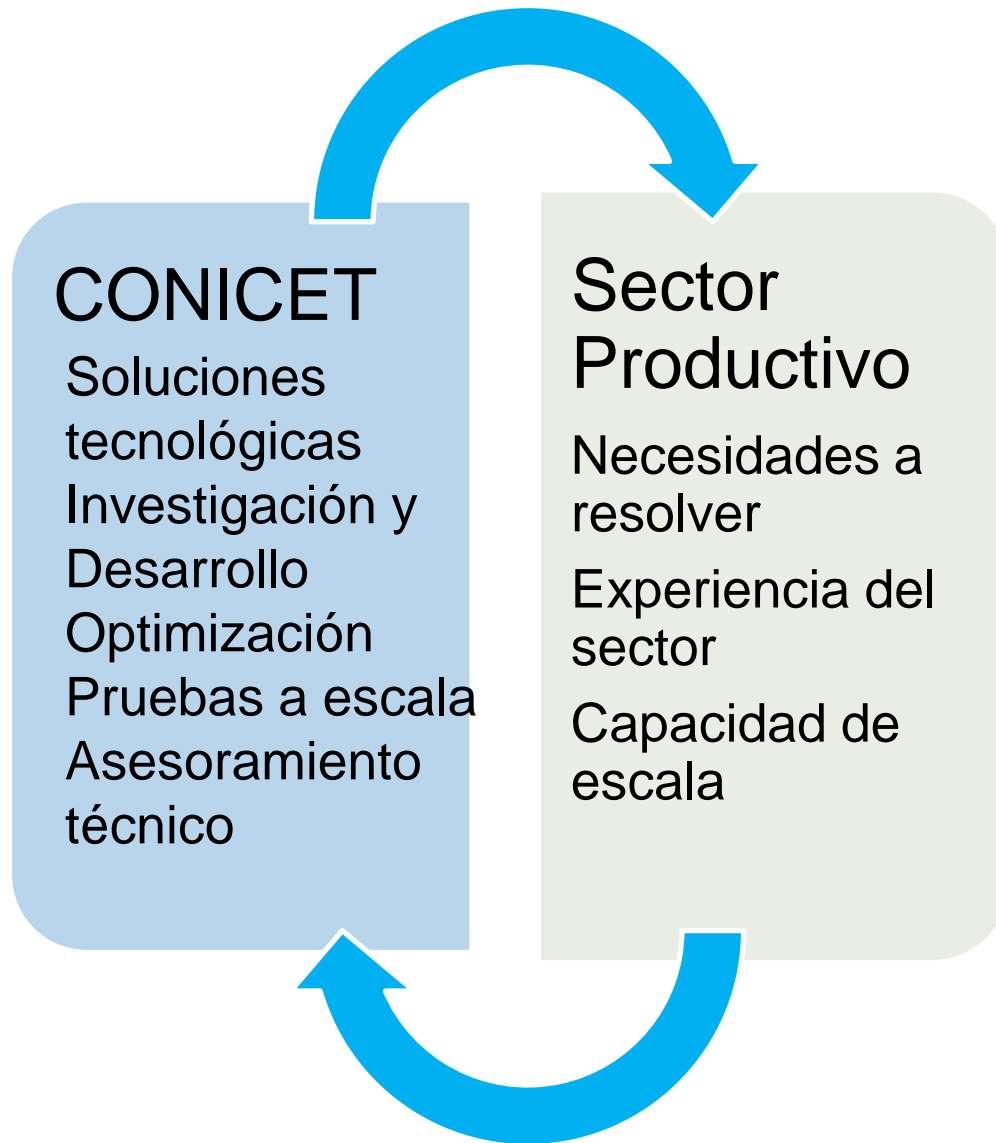 CONICET
Soluciones
tecnológicas
Investigación y
Desarrollo
Optimización
Pruebas a escala
Asesoramiento
técnico
Sector
Productivo
Necesidades a
resolver
Experiencia del
sector
Capacidad de
escala